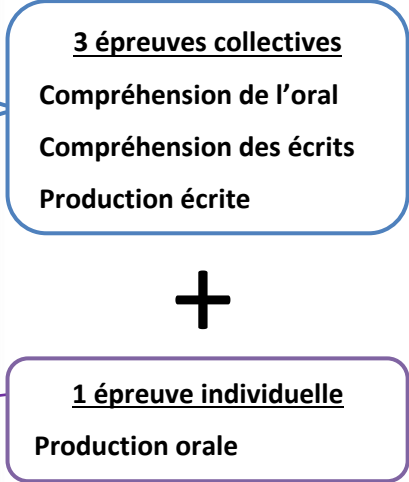 3 épreuves collectives
Compréhension de l’oral
Compréhension des écrits
Production écrite
+
1 épreuve individuelle
Production orale